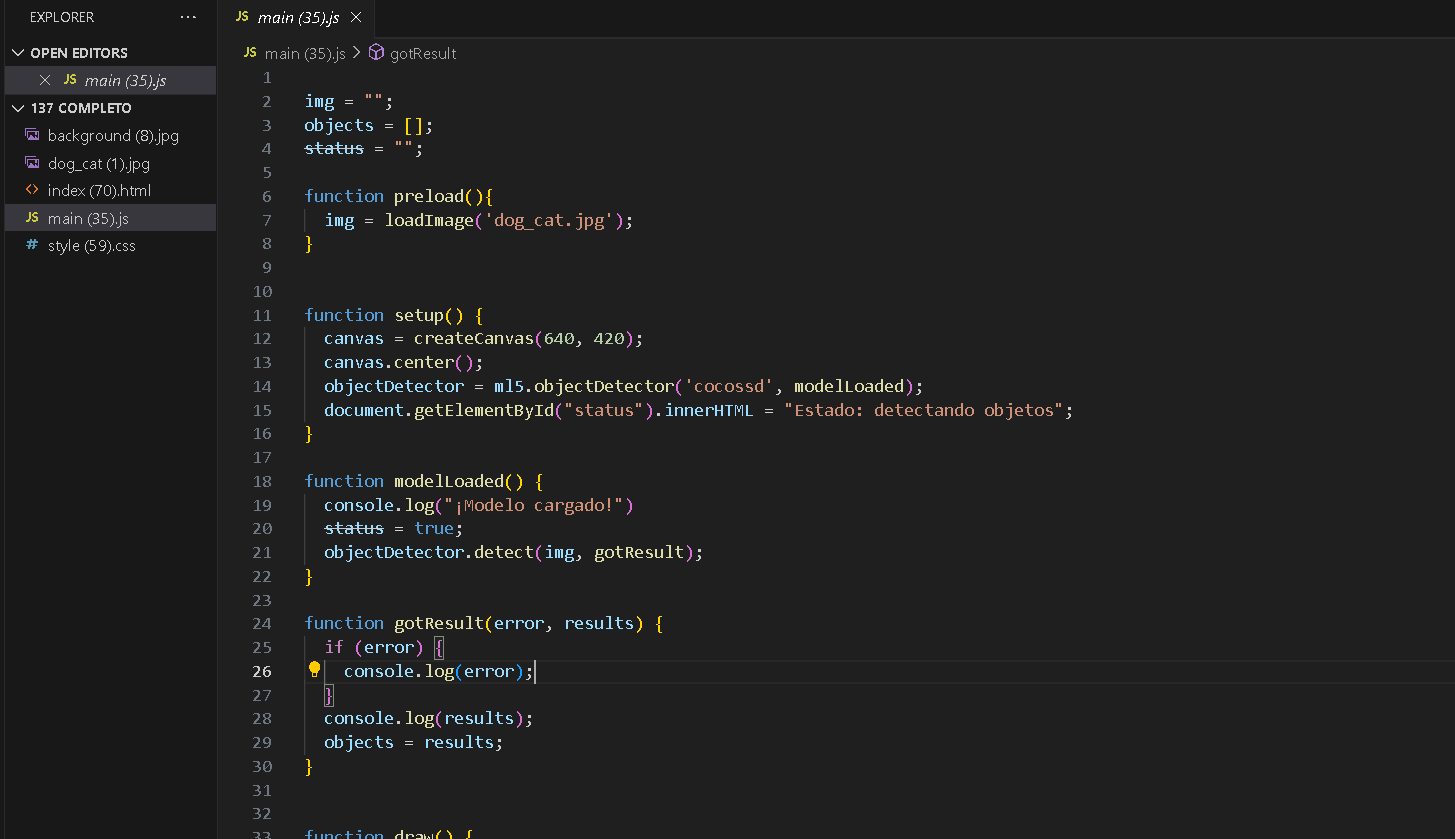 EXPLORER ···
JS main (35).js
OPEN EDITORS
JS main (35).js > gotResult
JS main (35).js
137 COMPLETO
background (8).jpg
dog_cat (1).jpg
<> index (70).html
JS main (35).js
# style (59).css
1
2 img = "";
3 objects = [];
4 status = "";
5
6 function preload(){
7 img = loadImage('dog_cat.jpg');
8 }
9
10
11 function setup() {
12 canvas = createCanvas(640, 420);
13 canvas.center();
14 objectDetector = ml5.objectDetector('cocossd', modelLoaded);
15 document.getElementById("status").innerHTML = "Estado: detectando objetos";
16 }
17
18 function modelLoaded() {
19 console.log("¡Modelo cargado!")
20 status = true;
21 objectDetector.detect(img, gotResult);
22 }
23
24 function gotResult(error, results) {
25 if (error) {
26 console.log(error);
27 }
28 console.log(results);
29 objects = results;
30 }
31
32
33 function draw() {